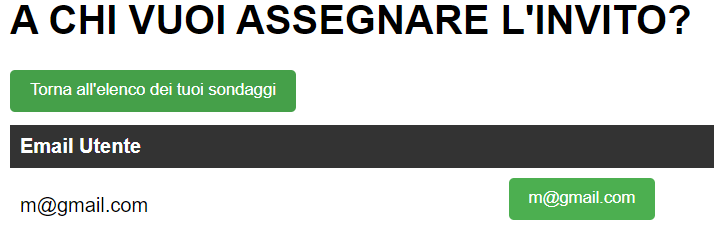 A CHI VUOI ASSEGNARE L'INVITO?
Torna all'elenco dei tuoi sondaggi
Email Utente
m@gmail.com m@gmail.com